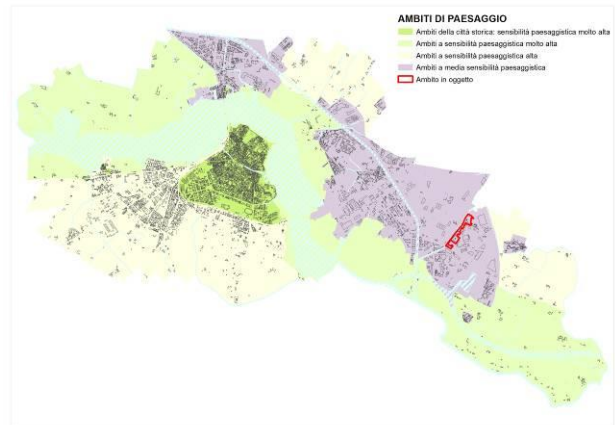 AMBITI DI PAESAGGIO
Ambiti della città storica: sensibilità paesaggistica molto alta
Ambiti a sensibilità paesaggistica molto alta
Ambiti a sensibilità paesaggistica alta
Ambiti a media sensibilità paesaggistica
Ambito in oggetto